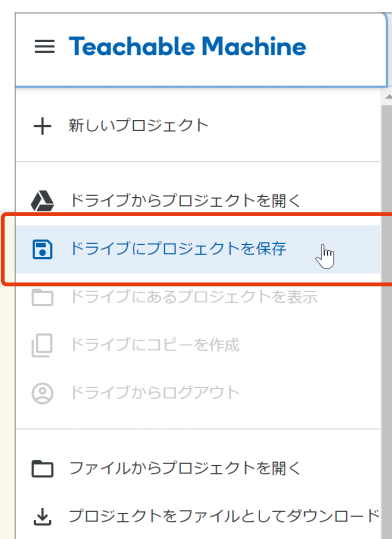 Teachable Machine
新しいプロジェクト
ドライブからプロジェクトを開く
ドライブにプロジェクトを保存
ドライブにあるプロジェクトを表示
ドライブにコピーを作成
ドライブからログアウト
ファイルからプロジェクトを開く
プロジェクトをファイルとしてダウンロード